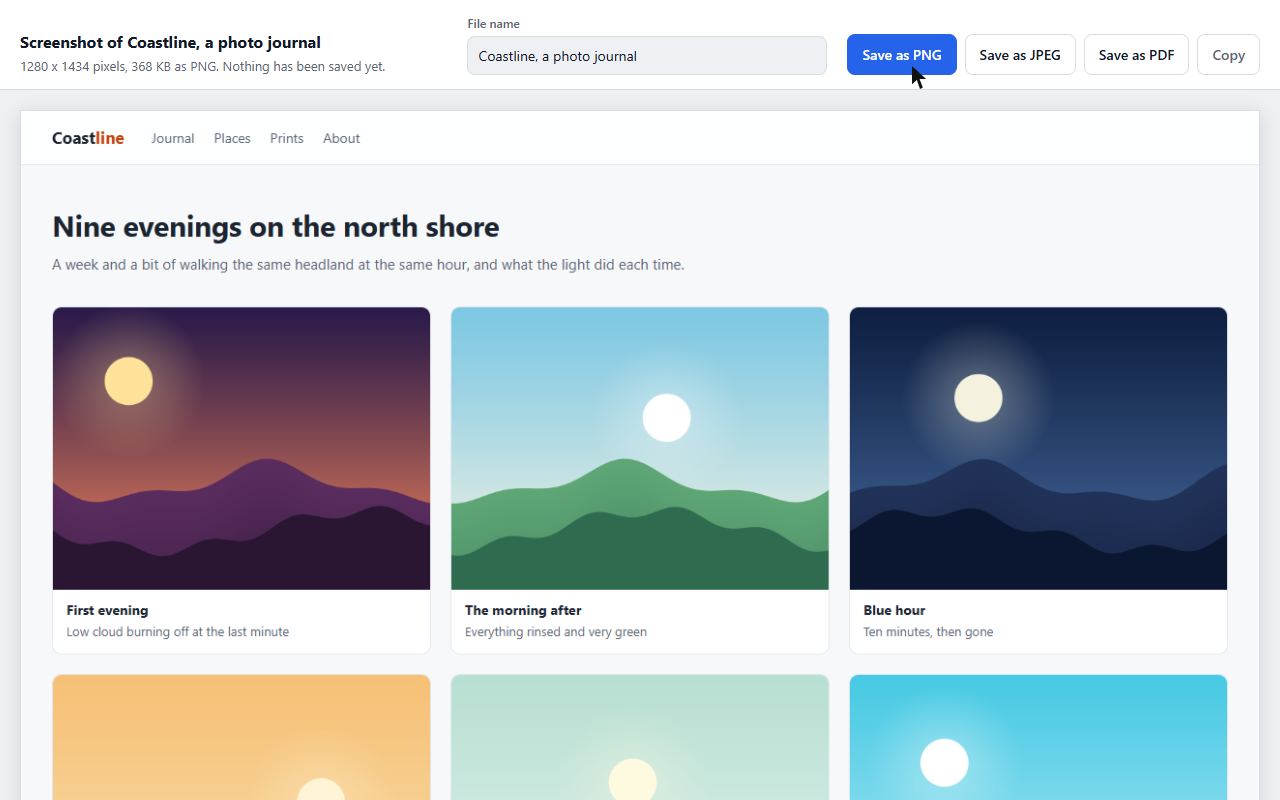 Screenshot of Coastline, a photo journal
1280 x 1434 pixels, 368 KB as PNG. Nothing has been saved yet.
File name
Coastline, a photo journal
Save as PNG
Save as JPEG
Save as PDF
Copy
Coastline
Journal
Places
Prints
About
Nine evenings on the north shore
A week and a bit of walking the same headland at the same hour, and what the light did each time.
First evening
Low cloud burning off at the last minute
The morning after
Everything rinsed and very green
Blue hour
Ten minutes, then gone